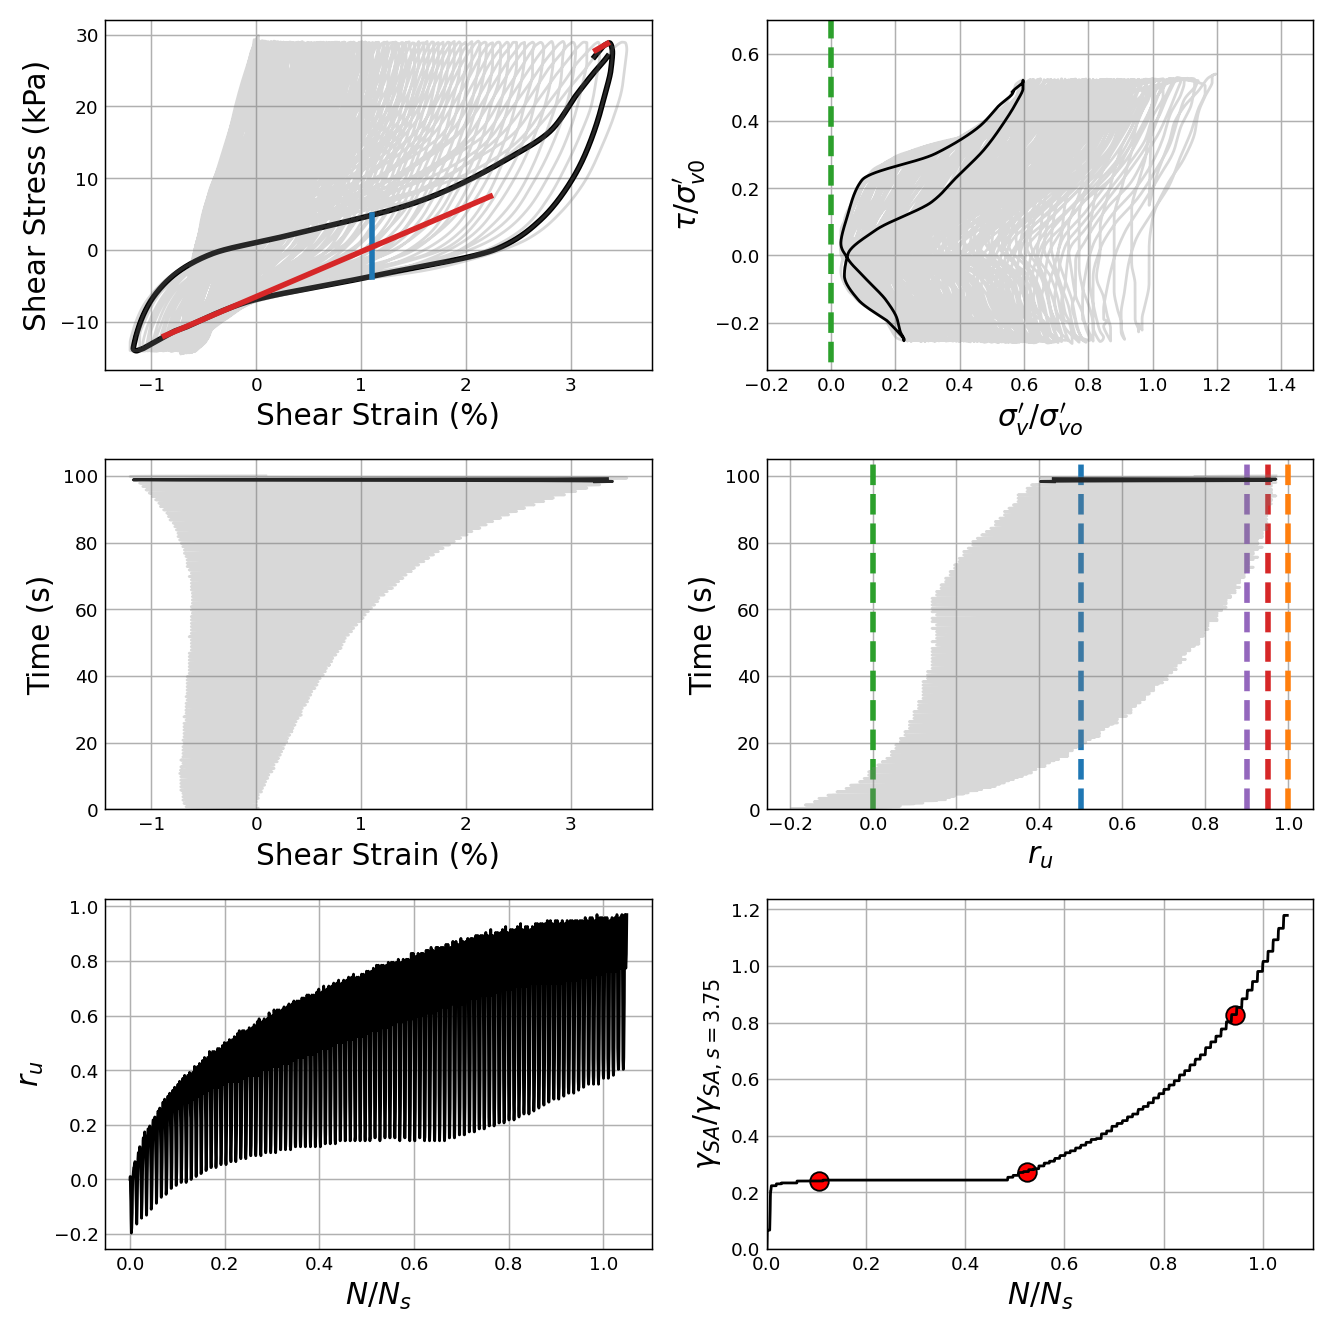 30
20
10
0
−10
Shear Stress (kPa)
−1 0 1 2 3
Shear Strain (%)
0.6
0.4
0.2
0.0
−0.2
τ/σ′v0
−0.2 0.0 0.2 0.4 0.6 0.8 1.0 1.2 1.4
σ′v/σ′vo
100
80
60
40
20
0
Time (s)
−1 0 1 2 3
Shear Strain (%)
100
80
60
40
20
0
Time (s)
−0.2 0.0 0.2 0.4 0.6 0.8 1.0
ru
1.0
0.8
0.6
0.4
0.2
0.0
−0.2
ru
0.0 0.2 0.4 0.6 0.8 1.0
N/Ns
1.2
1.0
0.8
0.6
0.4
0.2
0.0
γSA/γSA, s = 3.75
0.0 0.2 0.4 0.6 0.8 1.0
N/Ns